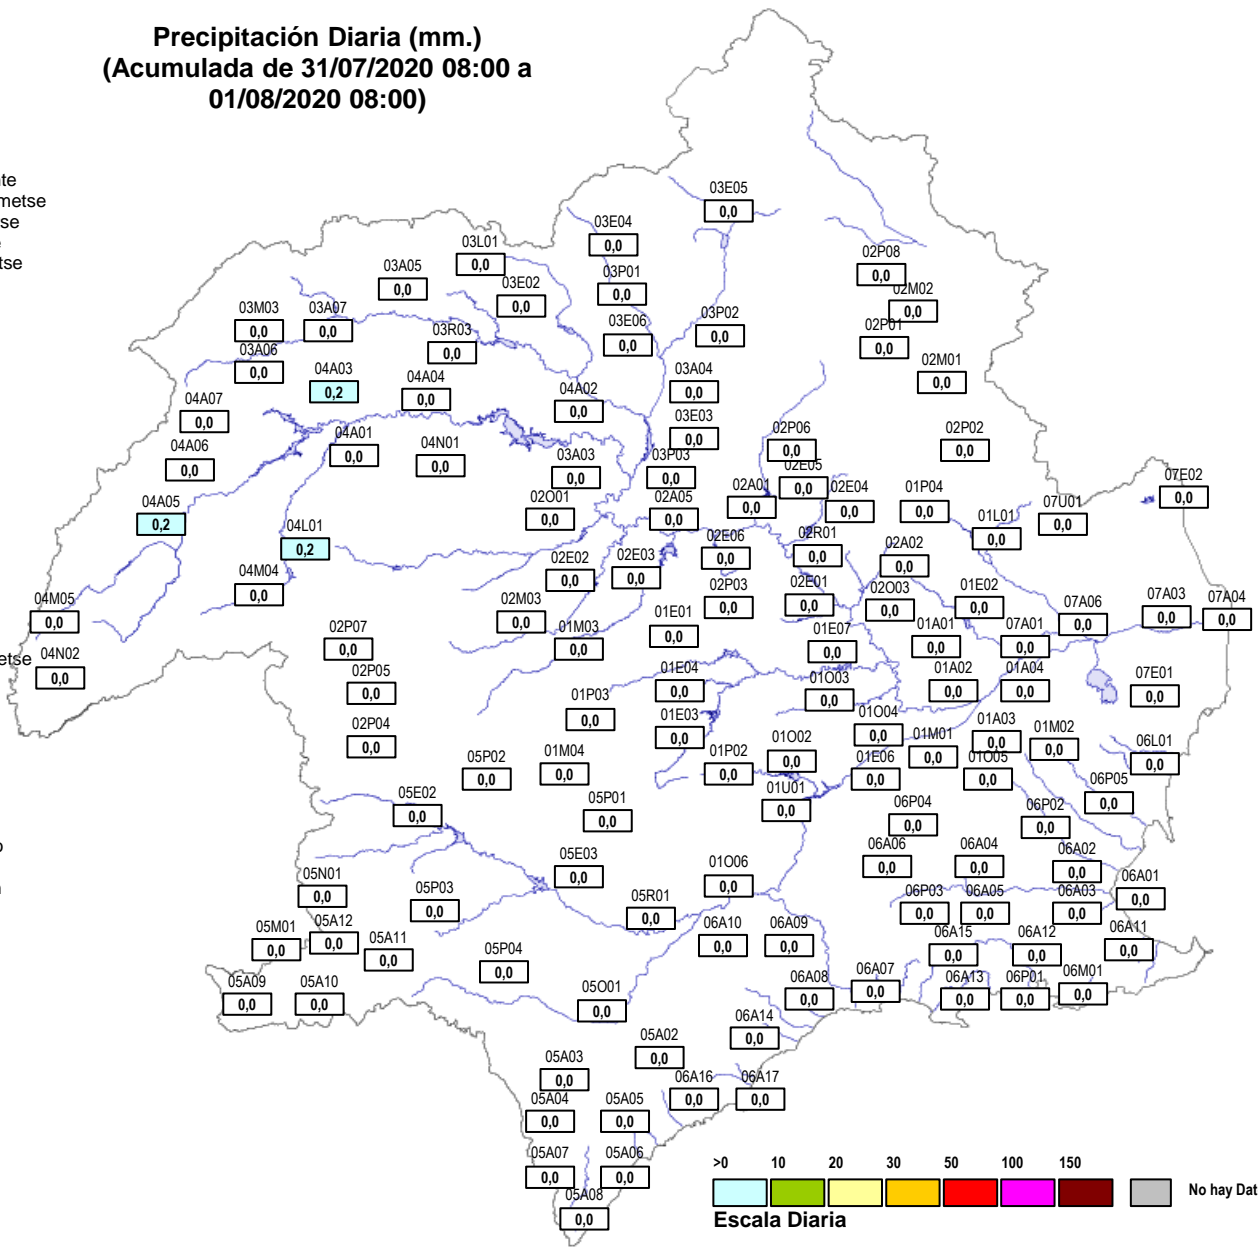 Precipitación Diaria (mm.)
(Acumulada de 31/07/2020 08:00 a
01/08/2020 08:00)
te
metse
se
tse
etse
03E05
0,0
03E04
0,0
03L01
0,0
02P08
0,0
03A05
0,0
03P01
0,0
03E02
0,0
02M02
0,0
03M03
0,0
03A07
0,0
03P02
0,0
03E06
0,0
03R03
0,0
02P01
0,0
03A06
0,0
02M01
0,0
04A03
0,2
04A04
0,0
03A04
0,0
04A02
0,0
04A07
0,0
03E03
0,0
02P06
0,0
02P02
0,0
04A01
0,0
04N01
0,0
04A06
0,0
03A03
0,0
03P03
0,0
02E05
0,0
07E02
0,0
02A01
0,0
02E04
0,0
01P04
0,0
04A05
0,2
02O01
0,0
02A05
0,0
07U01
0,0
01L01
0,0
04L01
0,2
02E06
0,0
02R01
0,0
02A02
0,0
02E02
0,0
02E03
0,0
04M04
0,0
02P03
0,0
02E01
0,0
02O03
0,0
01E02
0,0
07A03
0,0
07A04
0,0
04M05
0,0
02M03
0,0
07A06
0,0
01E01
0,0
02P07
0,0
01M03
0,0
01E07
0,0
01A01
0,0
07A01
0,0
04N02
0,0
02P05
0,0
01E04
0,0
01O03
0,0
01A02
0,0
01A04
0,0
07E01
0,0
01P03
0,0
02P04
0,0
01E03
0,0
01O04
0,0
01A03
0,0
01M02
0,0
01M01
0,0
06L01
0,0
05P02
0,0
01M04
0,0
01P02
0,0
01O02
0,0
01E06
0,0
01O05
0,0
05E02
0,0
05P01
0,0
01U01
0,0
06P05
0,0
06P04
0,0
06P02
0,0
05E03
0,0
06A06
0,0
06A04
0,0
06A02
0,0
05N01
0,0
01O06
0,0
06A01
0,0
05P03
0,0
05R01
0,0
06P03
0,0
06A05
0,0
06A03
0,0
05M01
0,0
05A12
0,0
06A10
0,0
06A09
0,0
06A15
0,0
06A12
0,0
06A11
0,0
05A11
0,0
05P04
0,0
05A09
0,0
05A10
0,0
05O01
0,0
06A08
0,0
06A07
0,0
06A13
0,0
06P01
0,0
06M01
0,0
06A14
0,0
05A02
0,0
05A03
0,0
06A16
0,0
06A17
0,0
05A04
0,0
05A05
0,0
05A07
0,0
05A06
0,0
05A08
0,0
>0 10 20 30 50 100 150
No hay Dat
Escala Diaria